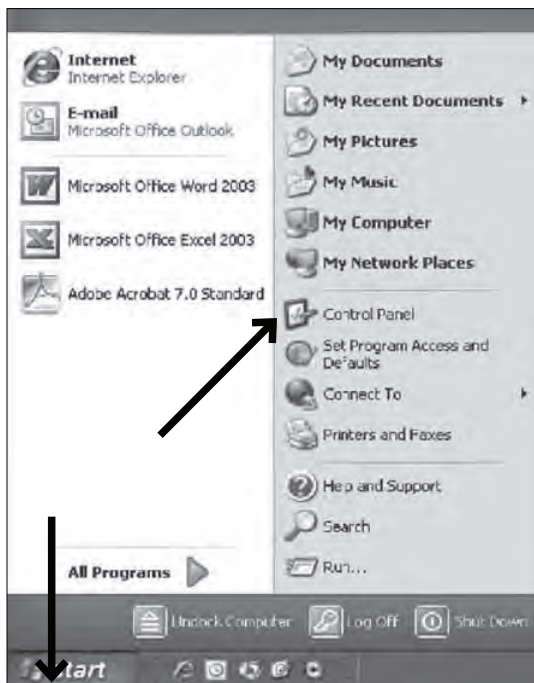 Internet
Internet Explorer
E-mail
Microsoft Office Outlook
Microsoft Office Word 2003
Microsoft Office Excel 2003
Adobe Acrobat 7.0 Standard
All Programs
My Documents
My Recent Documents
My Pictures
My Music
My Computer
My Network Places
Control Panel
Set Program Access and
Defaults
Connect To
Printers and Faxes
Help and Support
Search
Run...
Undock Computer
Log Off
Shut Down
start